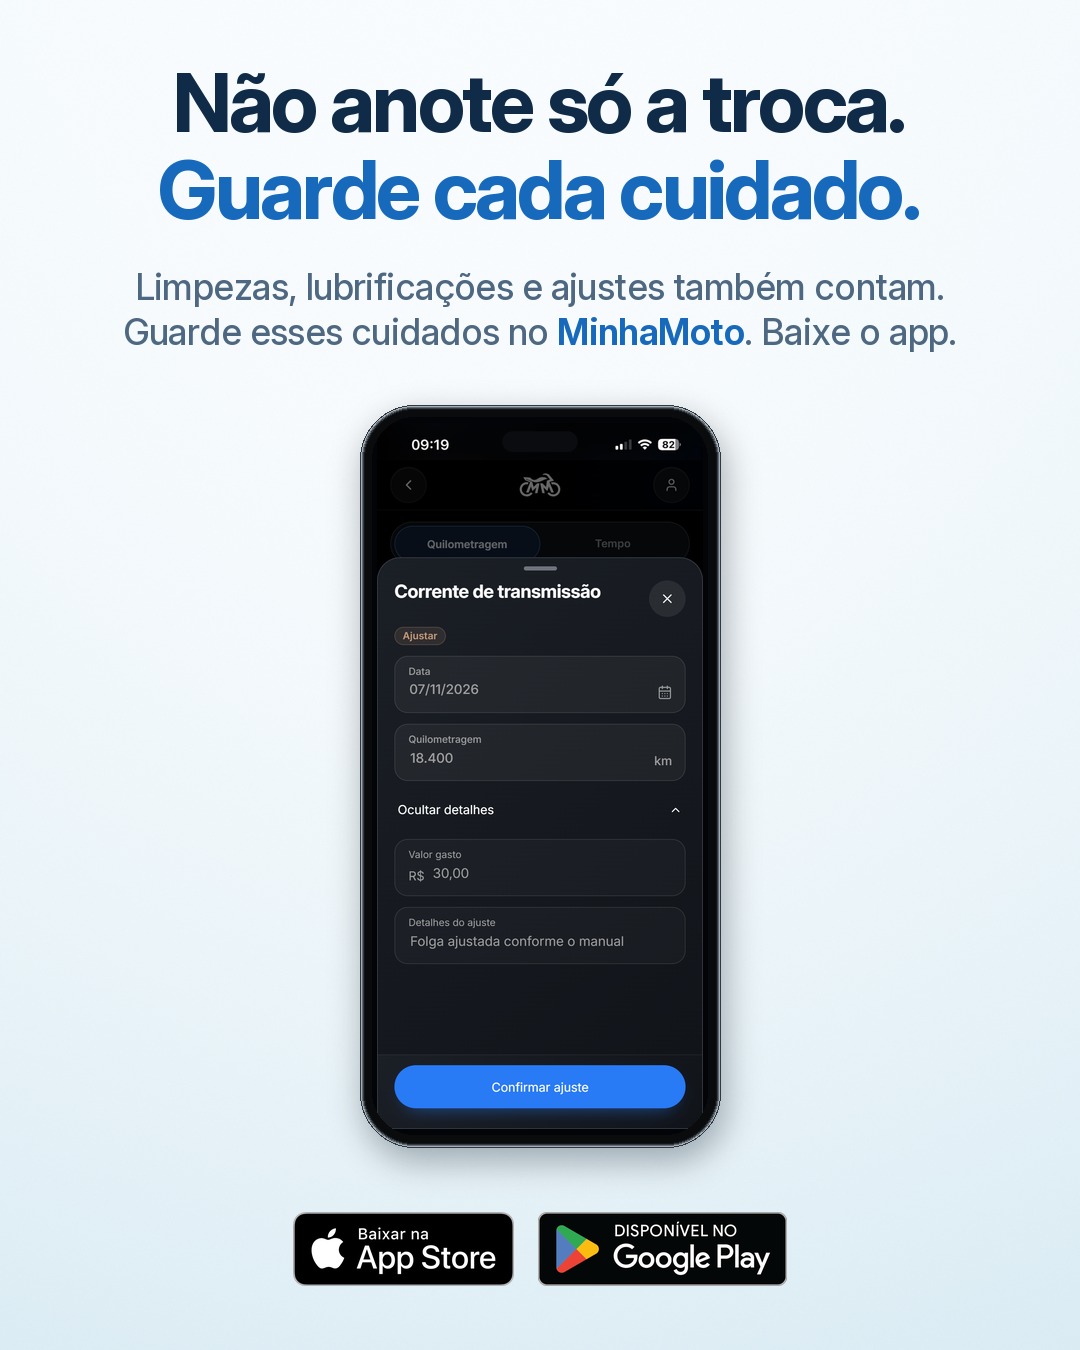 Não anote só a troca.
Guarde cada cuidado.
Limpezas, lubrificações e ajustes também contam.
Guarde esses cuidados no MinhaMoto. Baixe o app.
09:19
82
MM
Quilometragem
Tempo
Corrente de transmissão
Ajustar
Data
07/11/2026
Quilometragem
18.400
km
Ocultar detalhes
Valor gasto
R$ 30,00
Detalhes do ajuste
Folga ajustada conforme o manual
Confirmar ajuste
Baixar na
App Store
DISPONÍVEL NO
Google Play